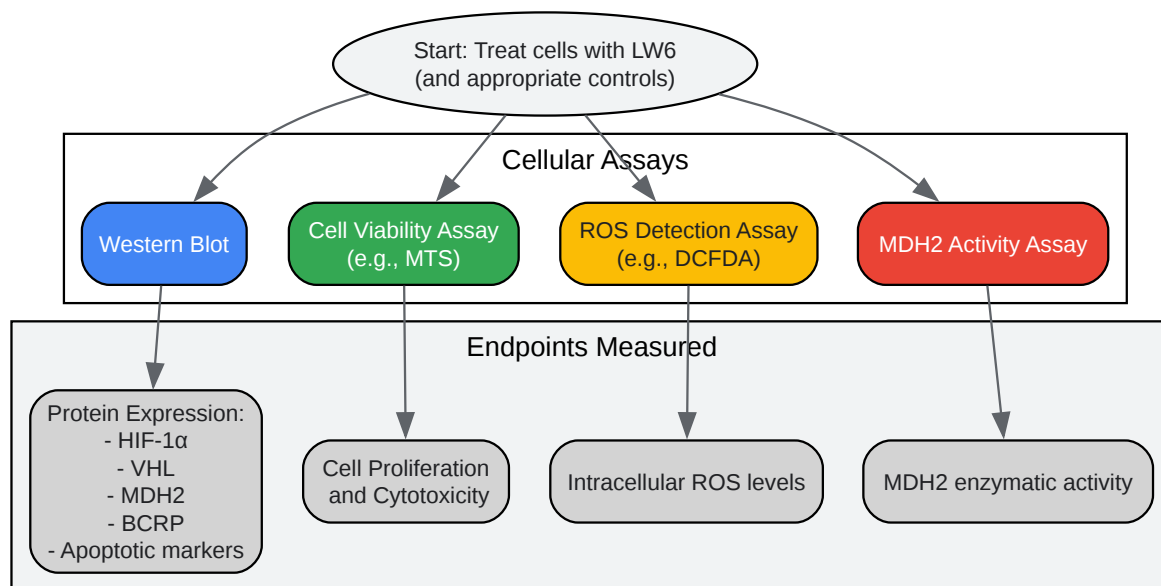 Start: Treat cells with LW6
(and appropriate controls)
Cellular Assays
Western Blot
Cell Viability Assay
(e.g., MTS)
ROS Detection Assay
(e.g., DCFDA)
MDH2 Activity Assay
Endpoints Measured
Protein Expression:
- HIF-1α
- VHL
- MDH2
- BCRP
- Apoptotic markers
Cell Proliferation
and Cytotoxicity
Intracellular ROS levels
MDH2 enzymatic activity